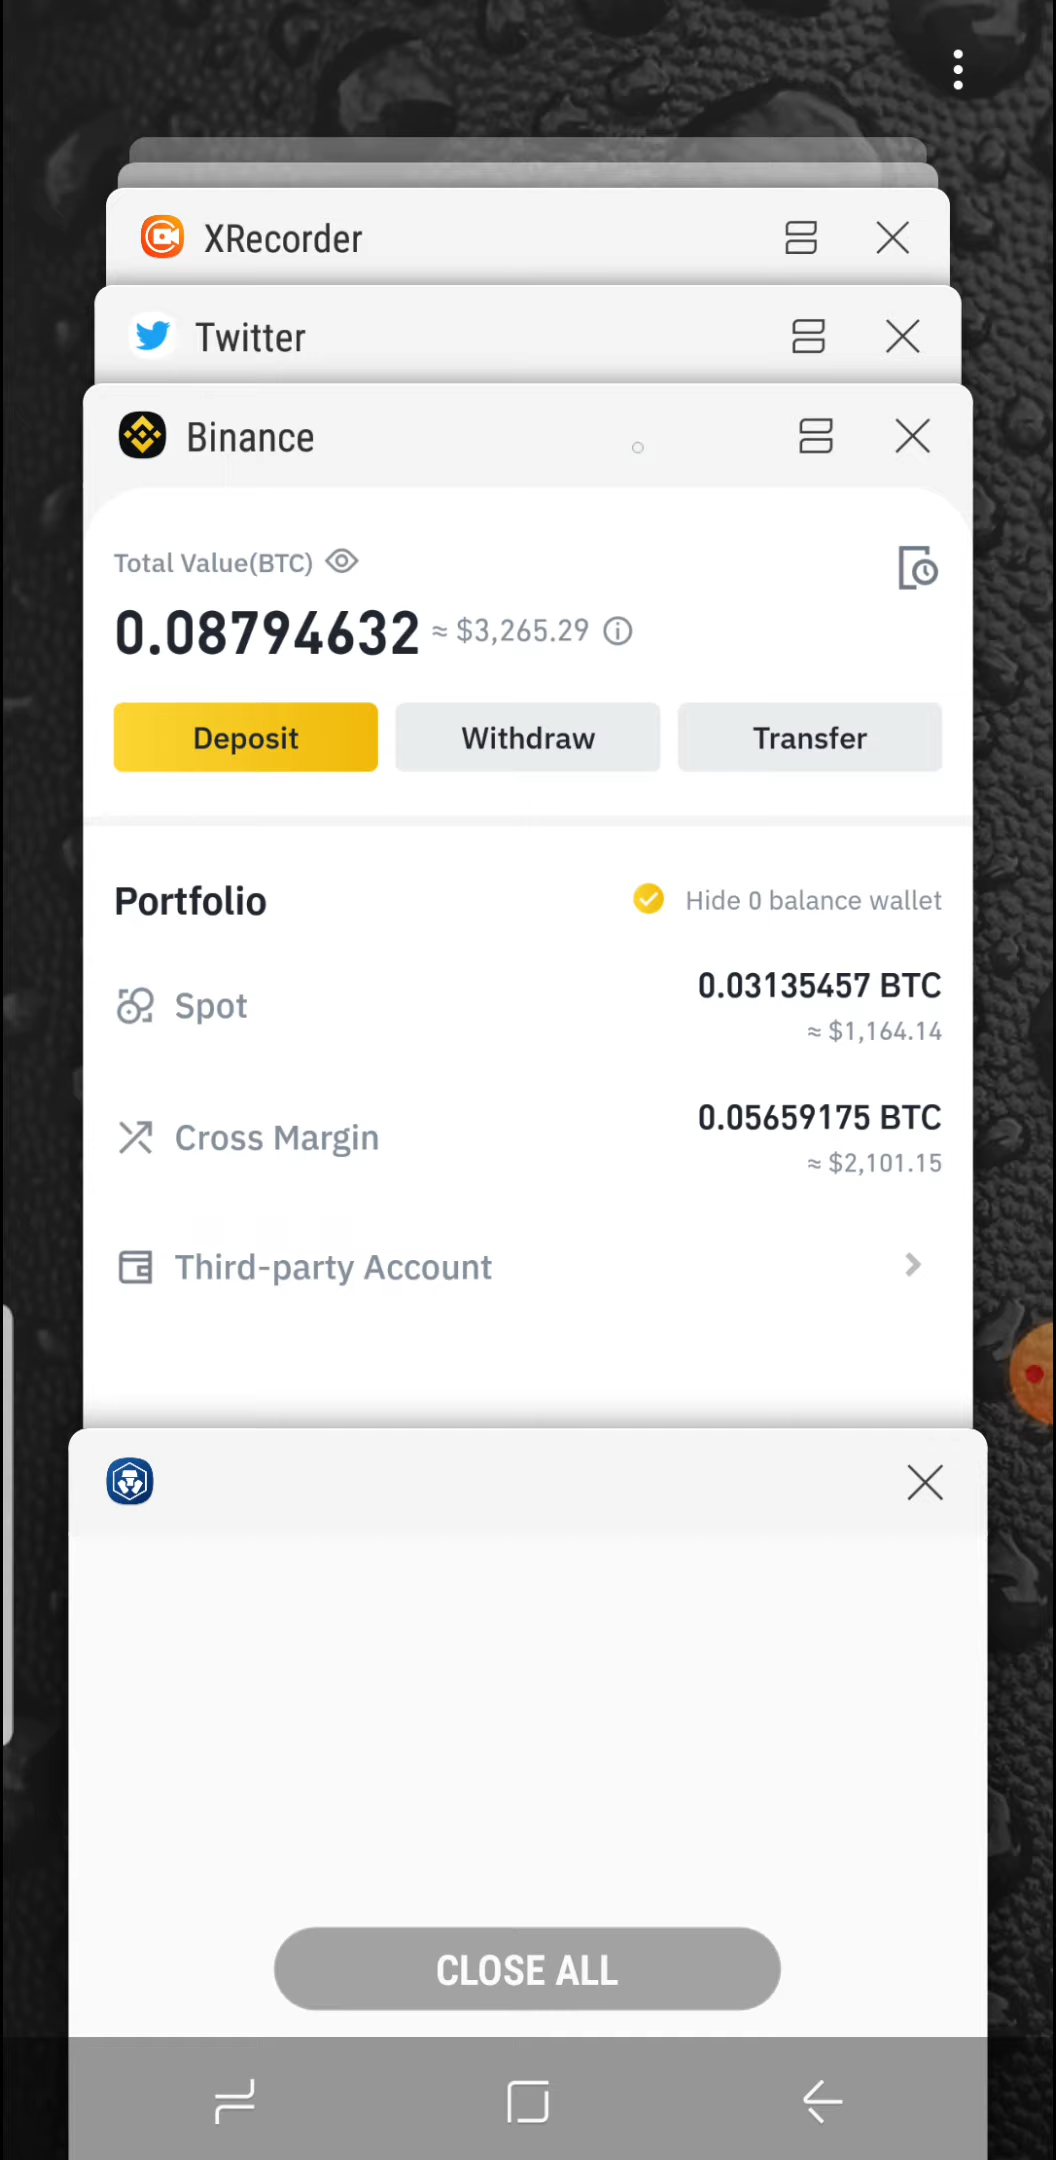 XRecorder
Twitter
Binance
Total Value(BTC)
0.08794632 ≈ $3,265.29
Deposit Withdraw Transfer
Portfolio Hide 0 balance wallet
Spot 0.03135457 BTC
≈ $1,164.14
Cross Margin 0.05659175 BTC
≈ $2,101.15
Third-party Account
CLOSE ALL